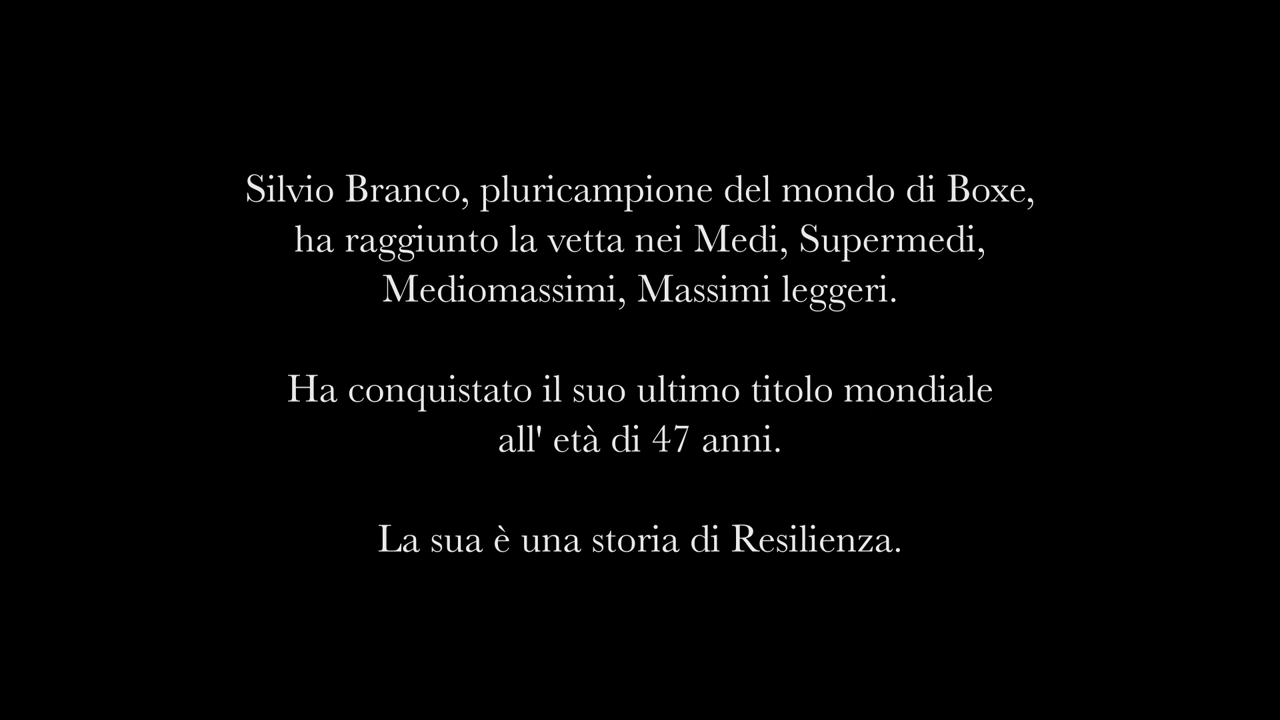 Silvio Branco, pluricampione del mondo di Boxe,
ha raggiunto la vetta nei Medi, Supermedi,
Mediomassimi, Massimi leggeri.
Ha conquistato il suo ultimo titolo mondiale
all' età di 47 anni.
La sua è una storia di Resilienza.